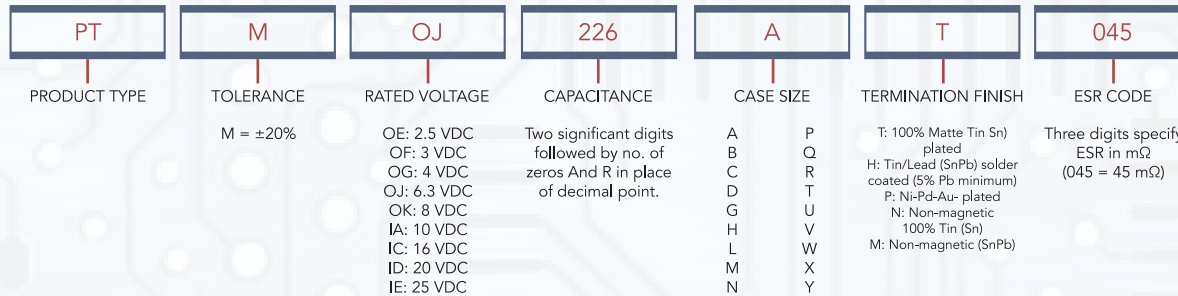 PT
M
OJ
226
A
T
045
PRODUCT TYPE
TOLERANCE
RATED VOLTAGE
CAPACITANCE
CASE SIZE
TERMINATION FINISH
ESR CODE
M = ±20%
OE: 2.5 VDC
OF: 3 VDC
OG: 4 VDC
OJ: 6.3 VDC
OK: 8 VDC
IA: 10 VDC
IC: 16 VDC
ID: 20 VDC
IE: 25 VDC
Two significant digits
followed by no. of
zeros And R in place
of decimal point.
A
B
C
D
G
H
L
M
N
P
Q
R
T
U
V
W
X
Y
T: 100% Matte Tin Sn)
plated
H: Tin/Lead (SnPb) solder
coated (5% Pb minimum)
P: Ni-Pd-Au- plated
N: Non-magnetic
100% Tin (Sn)
M: Non-magnetic (SnPb)
Three digits specify
ESR in mΩ
(045 = 45 mΩ)